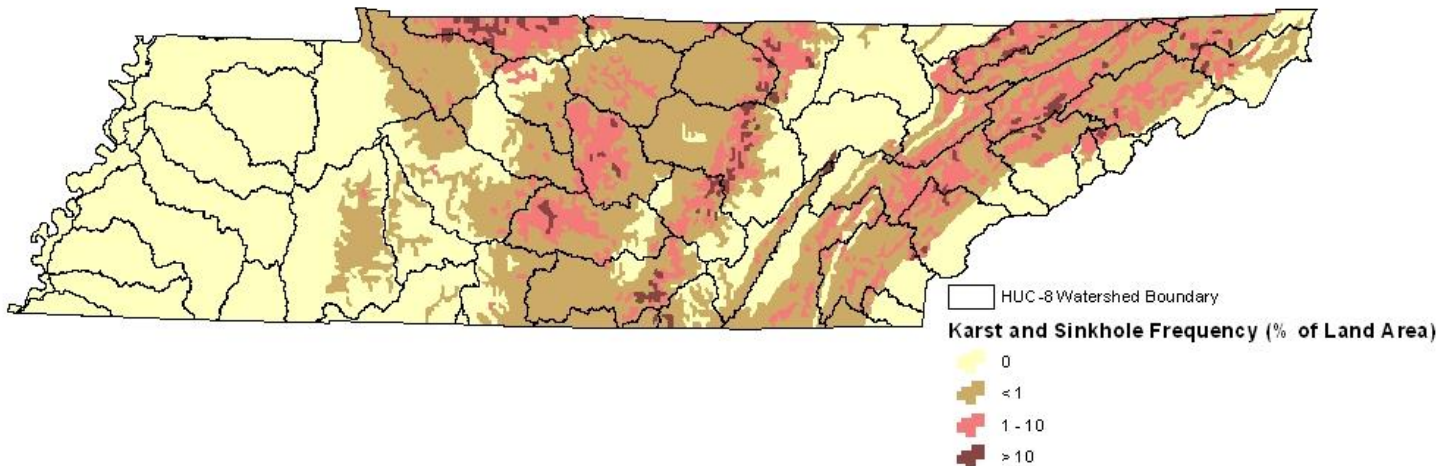 HUC-8 Watershed Boundary
Karst and Sinkhole Frequency (% of Land Area)
0
<1
1 - 10
>10